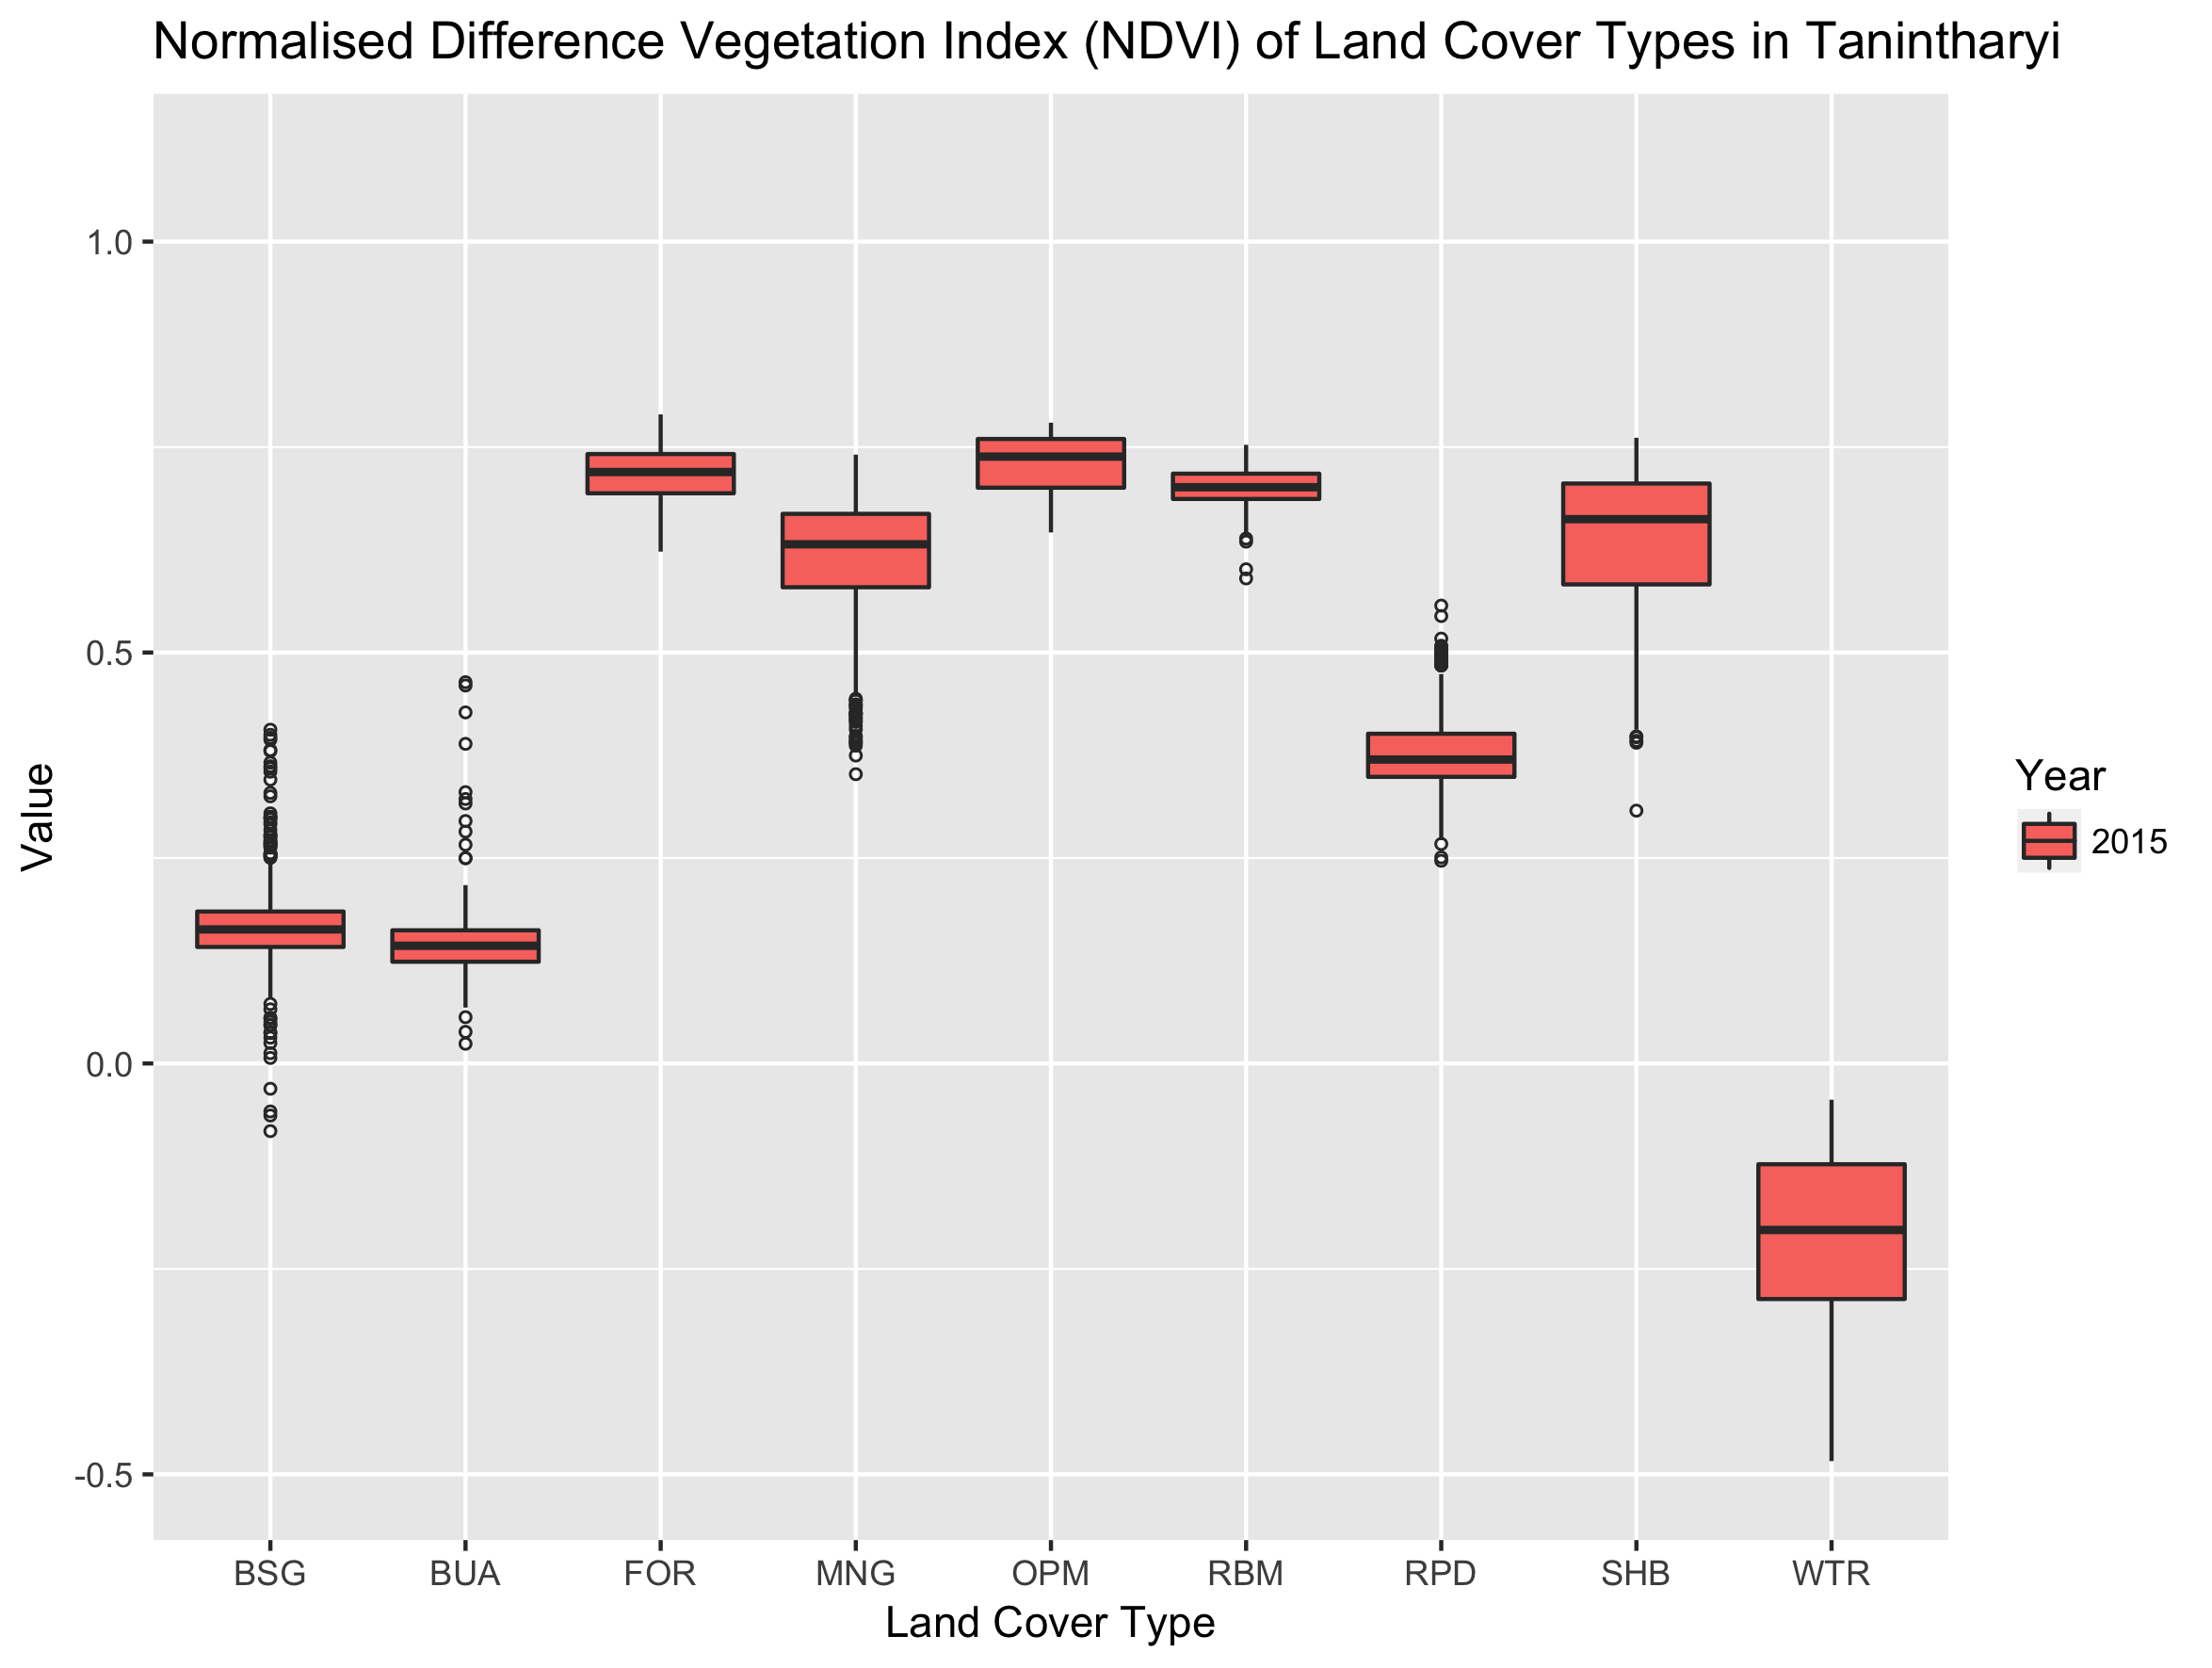 Normalised Difference Vegetation Index (NDVI) of Land Cover Types in Tanintharyi
Value
1.0
0.5
0.0
-0.5
BSG BUA FOR MNG OPM RBM RPD SHB WTR
Land Cover Type
Year
2015